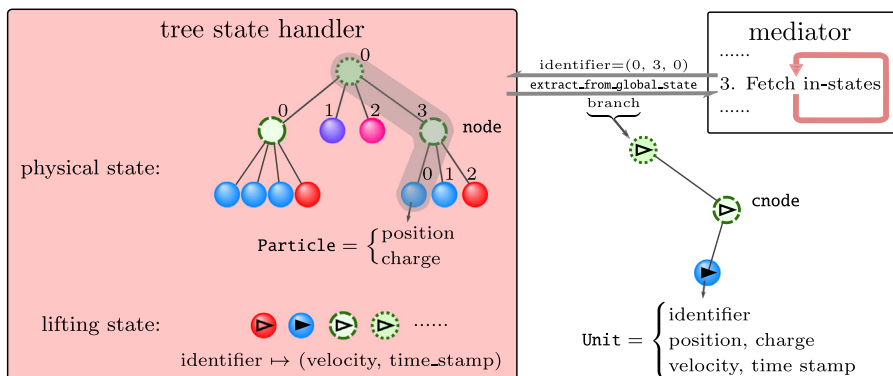 tree state handler
0
0
1
2
3
node
physical state:
0
1
2
Particle = { position
charge
lifting state:
......
identifier ↦ (velocity, time_stamp)
identifier=(0, 3, 0)
extract_from_global_state
branch
mediator
......
3. Fetch in-states
......
cnode
Unit = { identifier
position, charge
velocity, time stamp